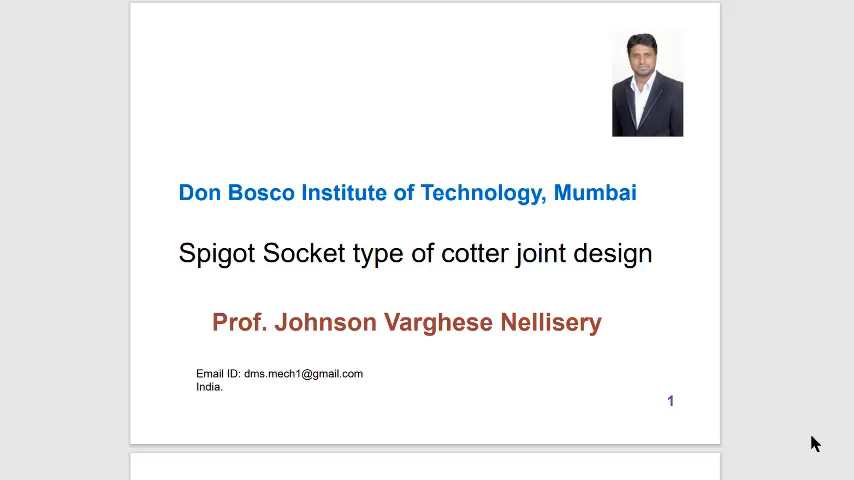 Don Bosco Institute of Technology, Mumbai
Spigot Socket type of cotter joint design
Prof. Johnson Varghese Nellisery
Email ID: dms.mech1@gmail.com
India.
1